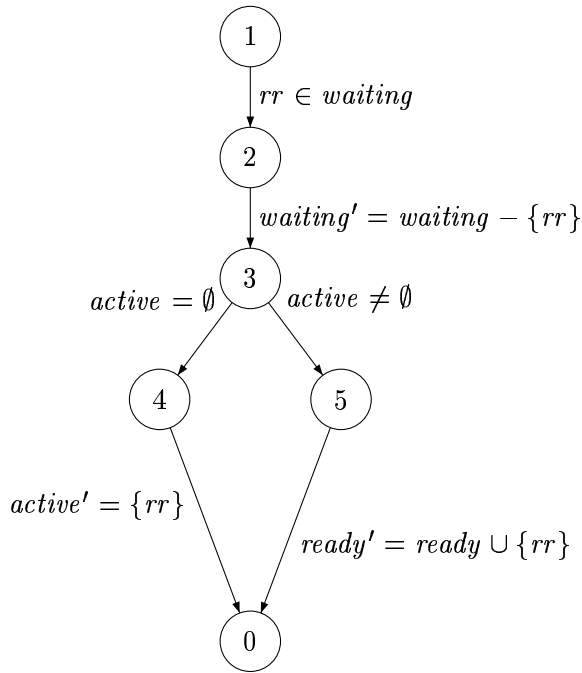 1
rr ∈ waiting
2
waiting′ = waiting − {rr}
3
active = ∅
active ≠ ∅
4
5
active′ = {rr}
ready′ = ready ∪ {rr}
0